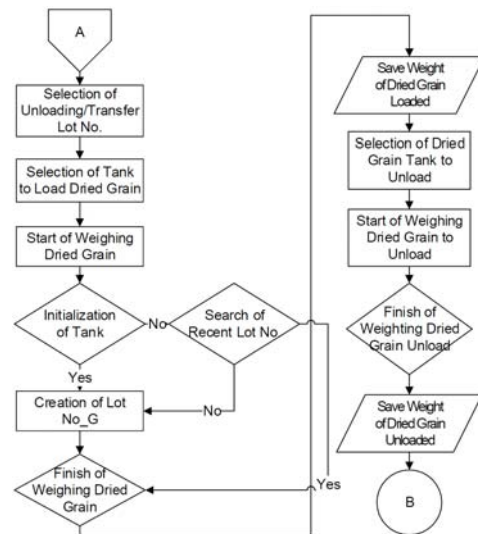 A
Selection of
Unloading/Transfer
Lot No.
Selection of Tank
to Load Dried Grain
Start of Weighing
Dried Grain
Initialization
of Tank
No
Search of
Recent Lot No.
Yes
Creation of Lot
No_G
No
Finish of
Weighing Dried
Grain
Yes
Save Weight
of Dried Grain
Loaded
Selection of Dried
Grain Tank to
Unload
Start of Weighing
Dried Grain to
Unload
Finish of
Weighting Dried
Grain Unload
Save Weight
of Dried Grain
Unloaded
B